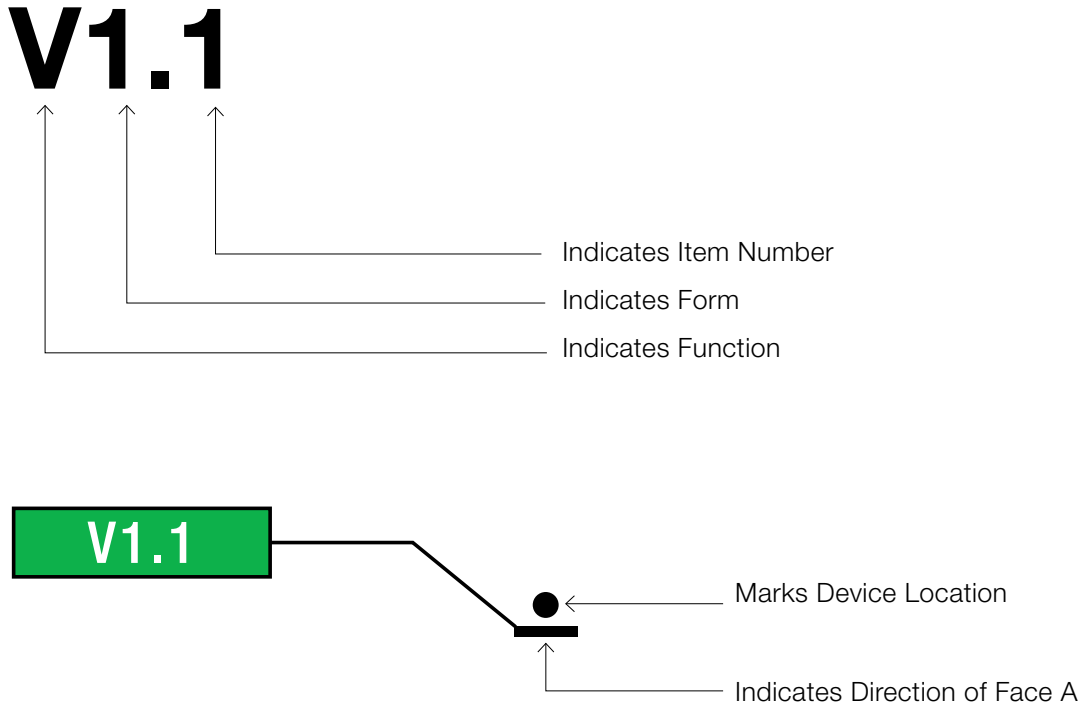 V1.1
Indicates Item Number
Indicates Form
Indicates Function
V1.1
Marks Device Location
Indicates Direction of Face A